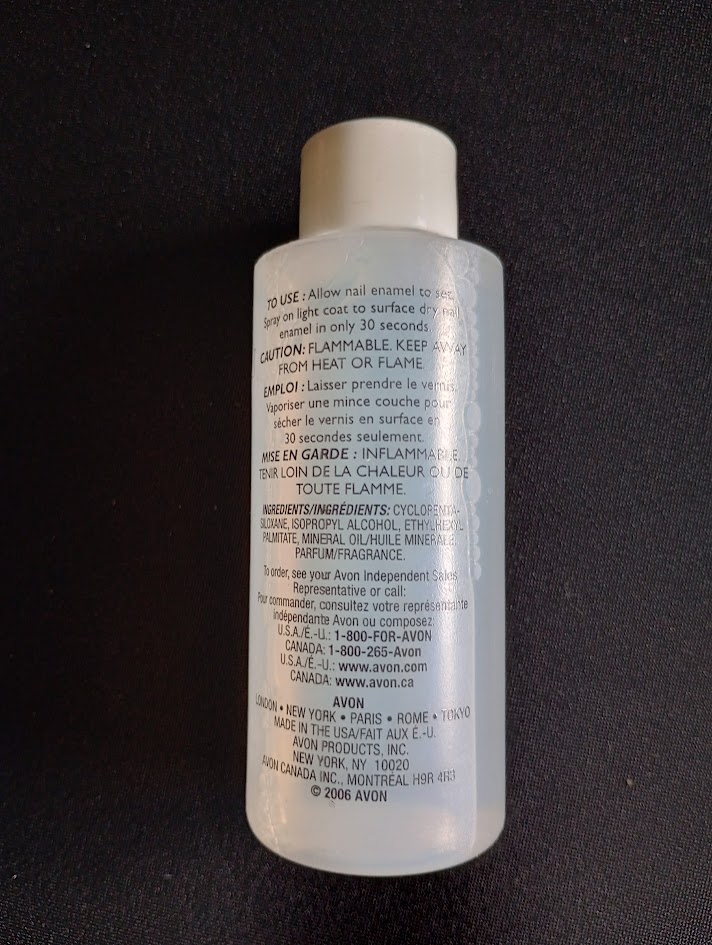 TO USE : Allow nail enamel to set.
Spray on light coat to surface dry nail
enamel in only 30 seconds.
CAUTION: FLAMMABLE. KEEP AWAY
FROM HEAT OR FLAME.
EMPLOI : Laisser prendre le vernis.
Vaporiser une mince couche pour
sécher le vernis en surface en
30 secondes seulement.
MISE EN GARDE : INFLAMMABLE.
TENIR LOIN DE LA CHALEUR OU DE
TOUTE FLAMME.
INGREDIENTS/INGRÉDIENTS: CYCLOPENTA-
SILOXANE, ISOPROPYL ALCOHOL, ETHYLHEXYL
PALMITATE, MINERAL OIL/HUILE MINERALE,
PARFUM/FRAGRANCE.
To order, see your Avon Independent Sales
Representative or call:
Pour commander, consultez votre représentante
indépendante Avon ou composez:
U.S.A./É.-U.: 1-800-FOR-AVON
CANADA: 1-800-265-Avon
U.S.A./É.-U.: www.avon.com
CANADA: www.avon.ca
AVON
LONDON • NEW YORK • PARIS • ROME • TOKYO
MADE IN THE USA/FAIT AUX É.-U.
AVON PRODUCTS, INC.
NEW YORK, NY 10020
AVON CANADA INC., MONTRÉAL H9R 4R3
© 2006 AVON